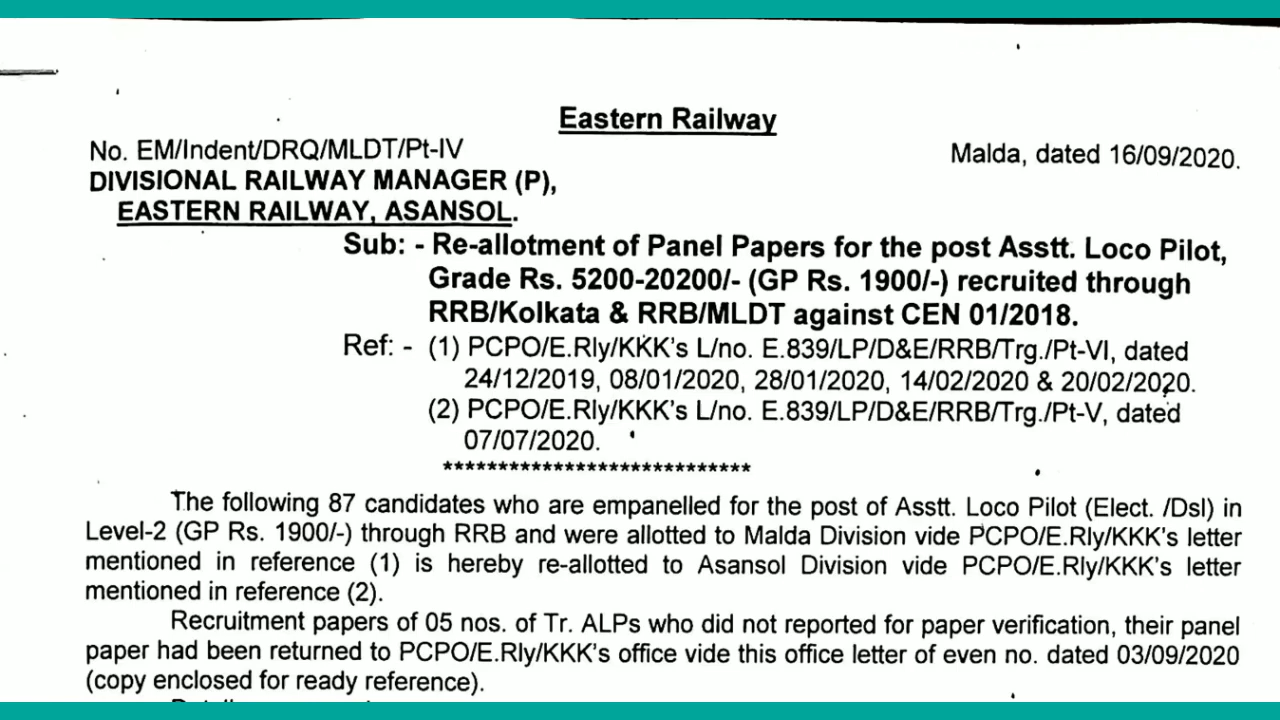 Eastern Railway
No. EM/Indent/DRQ/MLDT/Pt-IV
Malda, dated 16/09/2020.
DIVISIONAL RAILWAY MANAGER (P),
EASTERN RAILWAY, ASANSOL.
Sub: - Re-allotment of Panel Papers for the post Asstt. Loco Pilot,
Grade Rs. 5200-20200/- (GP Rs. 1900/-) recruited through
RRB/Kolkata & RRB/MLDT against CEN 01/2018.
Ref: - (1) PCPO/E.Rly/KKK's L/no. E.839/LP/D&E/RRB/Trg./Pt-VI, dated
24/12/2019, 08/01/2020, 28/01/2020, 14/02/2020 & 20/02/2020.
(2) PCPO/E.Rly/KKK's L/no. E.839/LP/D&E/RRB/Trg./Pt-V, dated
07/07/2020.
****************************
The following 87 candidates who are empanelled for the post of Asstt. Loco Pilot (Elect. /Dsl) in
Level-2 (GP Rs. 1900/-) through RRB and were allotted to Malda Division vide PCPO/E.Rly/KKK's letter
mentioned in reference (1) is hereby re-allotted to Asansol Division vide PCPO/E.Rly/KKK's letter
mentioned in reference (2).
Recruitment papers of 05 nos. of Tr. ALPs who did not reported for paper verification, their panel
paper had been returned to PCPO/E.Rly/KKK's office vide this office letter of even no. dated 03/09/2020
(copy enclosed for ready reference).